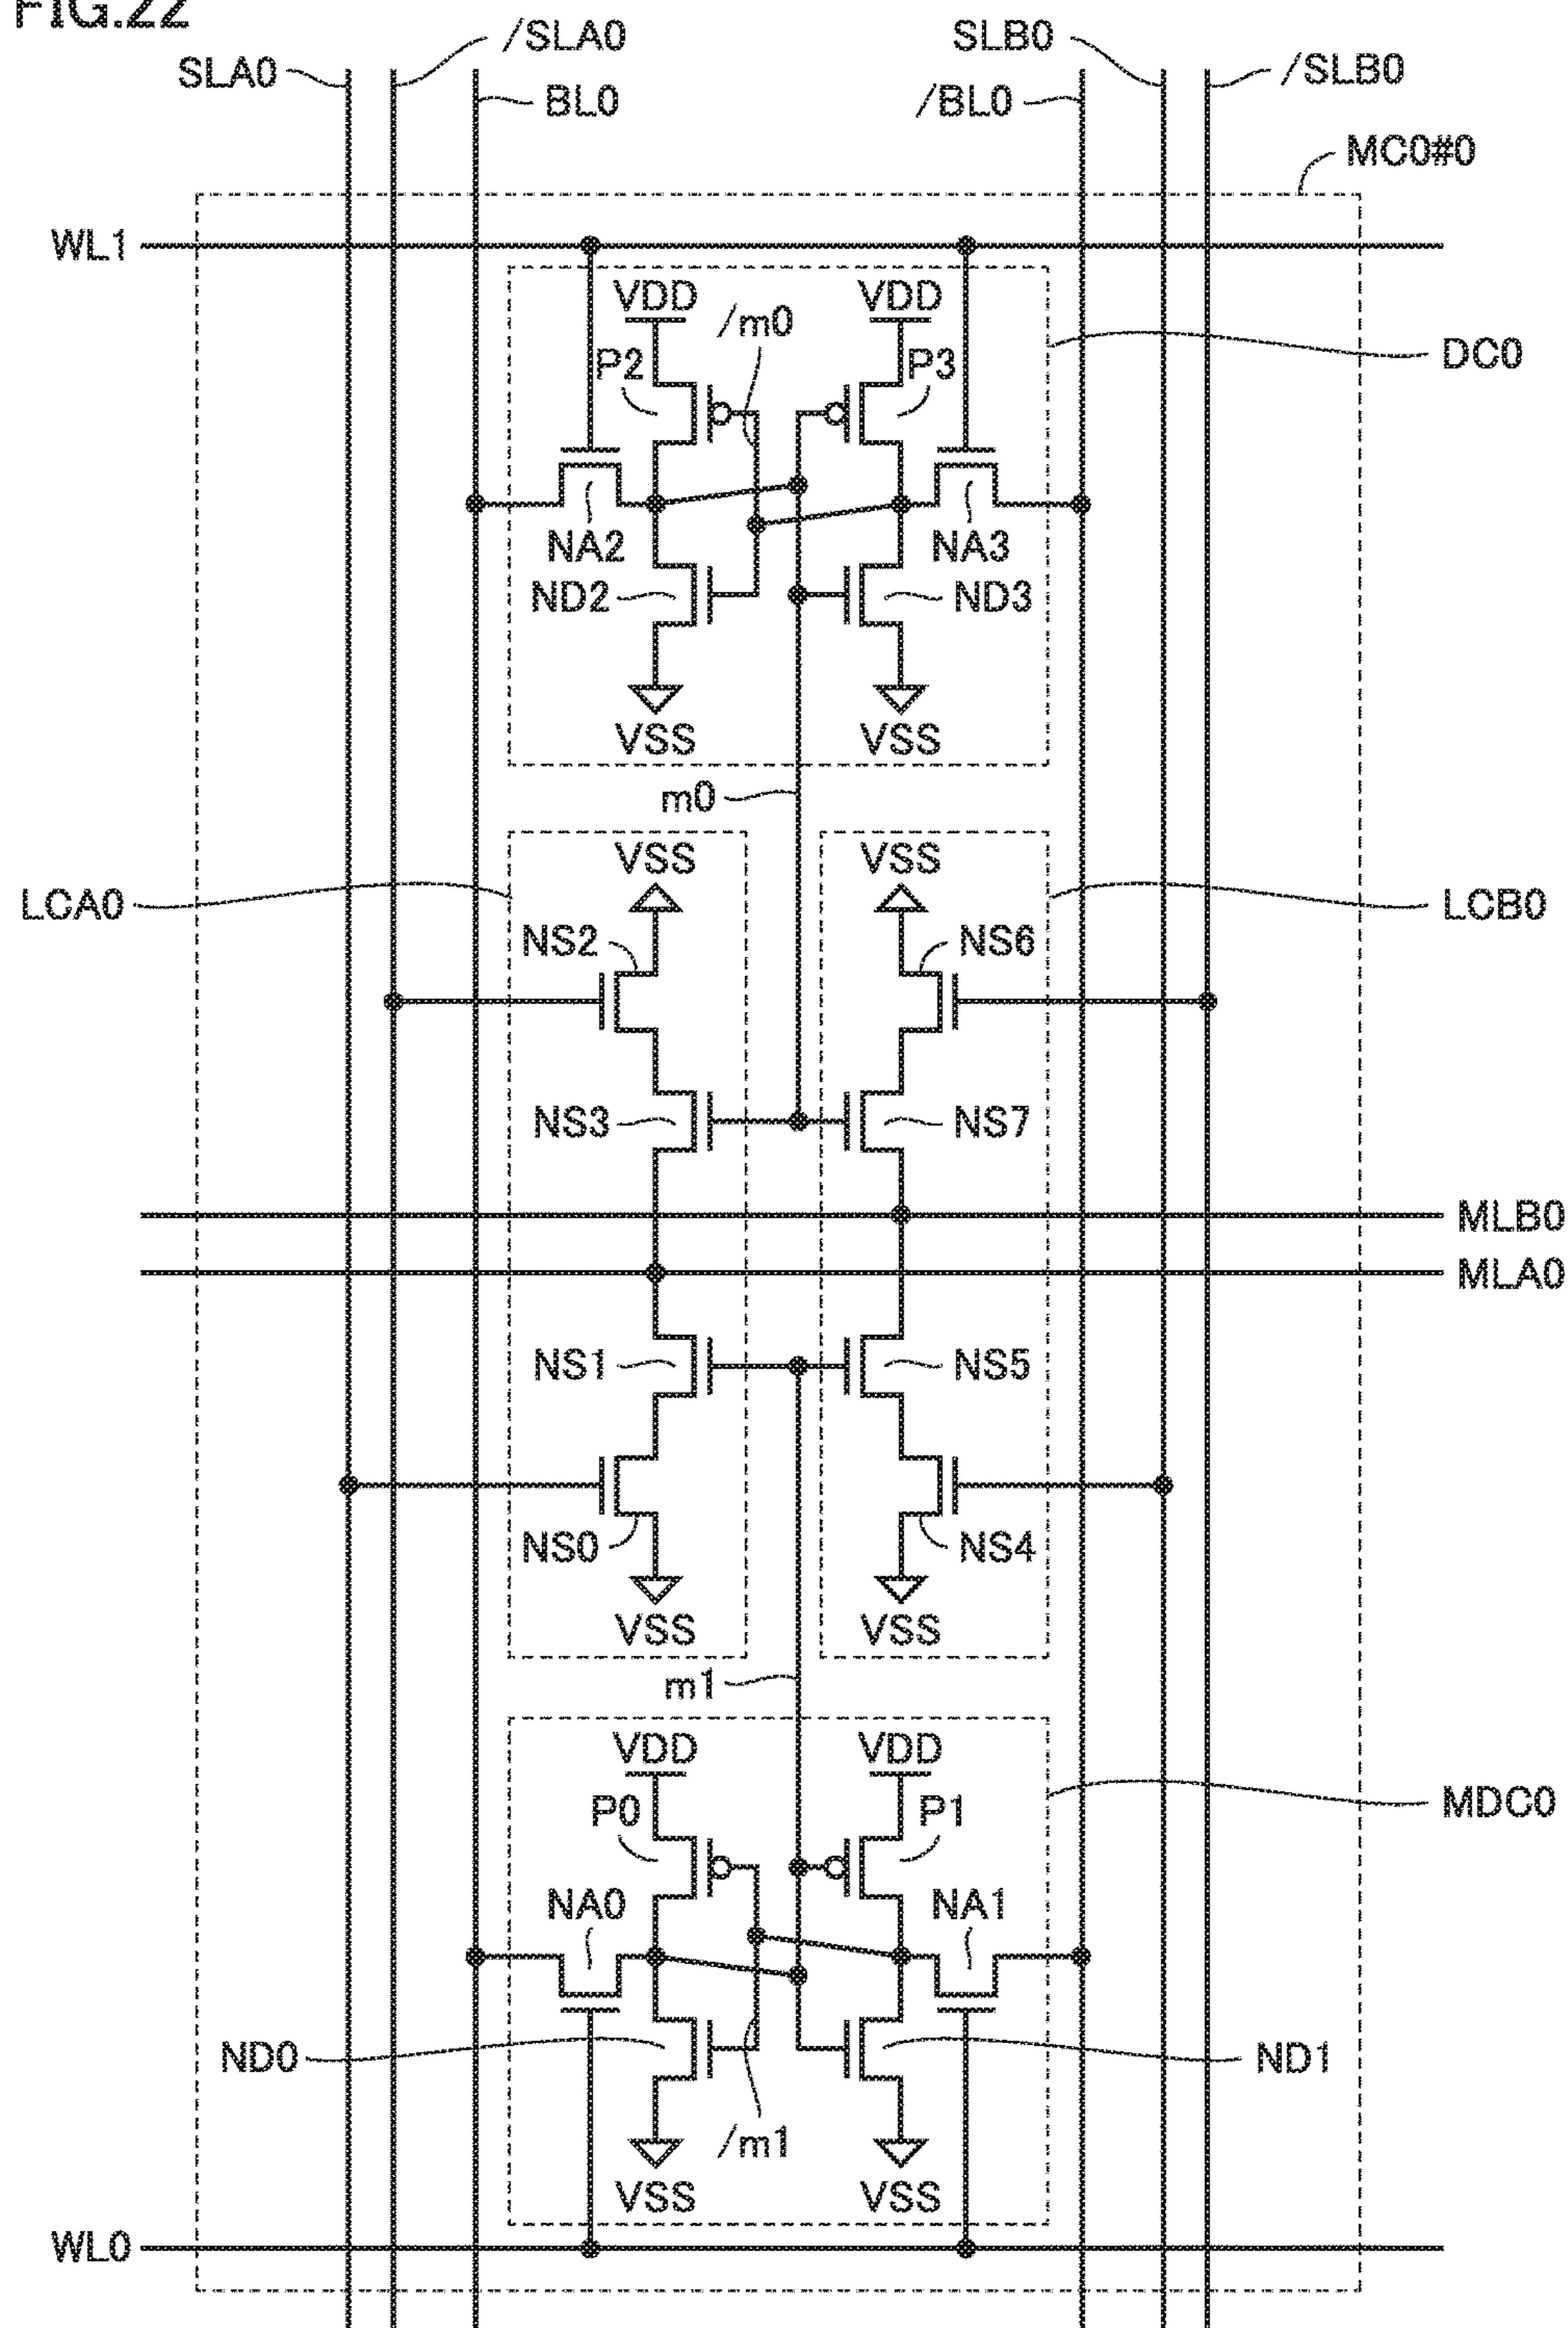 FIG.22
SLA0
/SLA0
BL0
SLB0
/BL0
/SLB0
MC0#0
WL1
VDD
VDD
/m0
P2
P3
DC0
NA2
NA3
ND2
ND3
VSS
VSS
m0
VSS
VSS
LCA0
LCB0
NS2
NS6
NS3
NS7
MLB0
MLA0
NS1
NS5
NS0
NS4
VSS
VSS
m1
VDD
VDD
P0
P1
MDC0
NA0
NA1
ND0
ND1
/m1
VSS
VSS
WL0